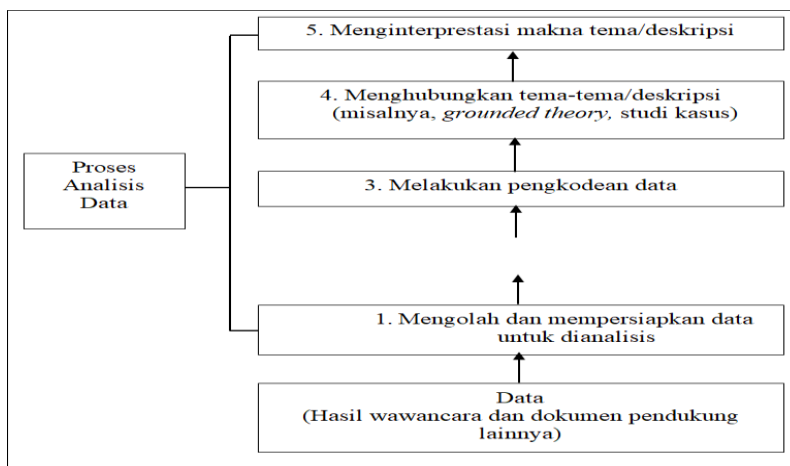 5. Menginterprestasi makna tema/deskripsi
4. Menghubungkan tema-tema/deskripsi
(misalnya, grounded theory, studi kasus)
Proses
Analisis
Data
3. Melakukan pengkodean data
1. Mengolah dan mempersiapkan data
untuk dianalisis
Data
(Hasil wawancara dan dokumen pendukung
lainnya)